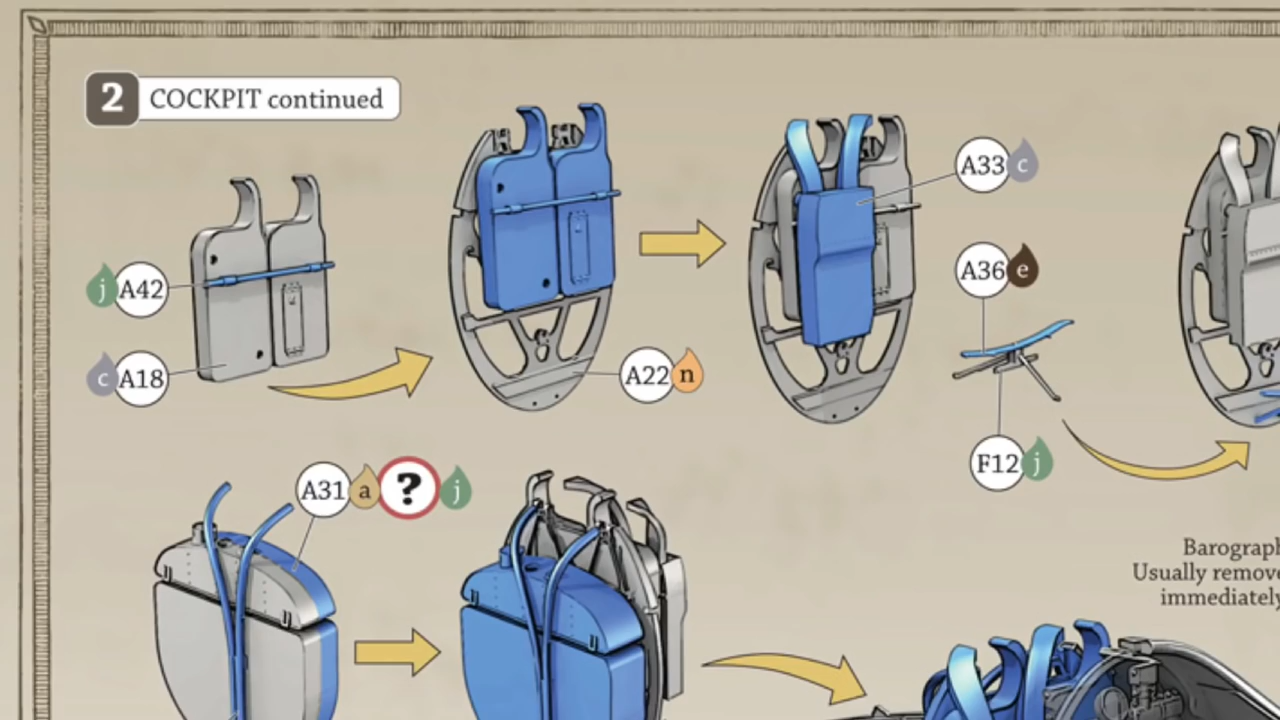 2 COCKPIT continued
A33 c
j A42
A36 e
c A18
A22 n
F12 j
A31 a ? j
Barograph
Usually remove
immediately